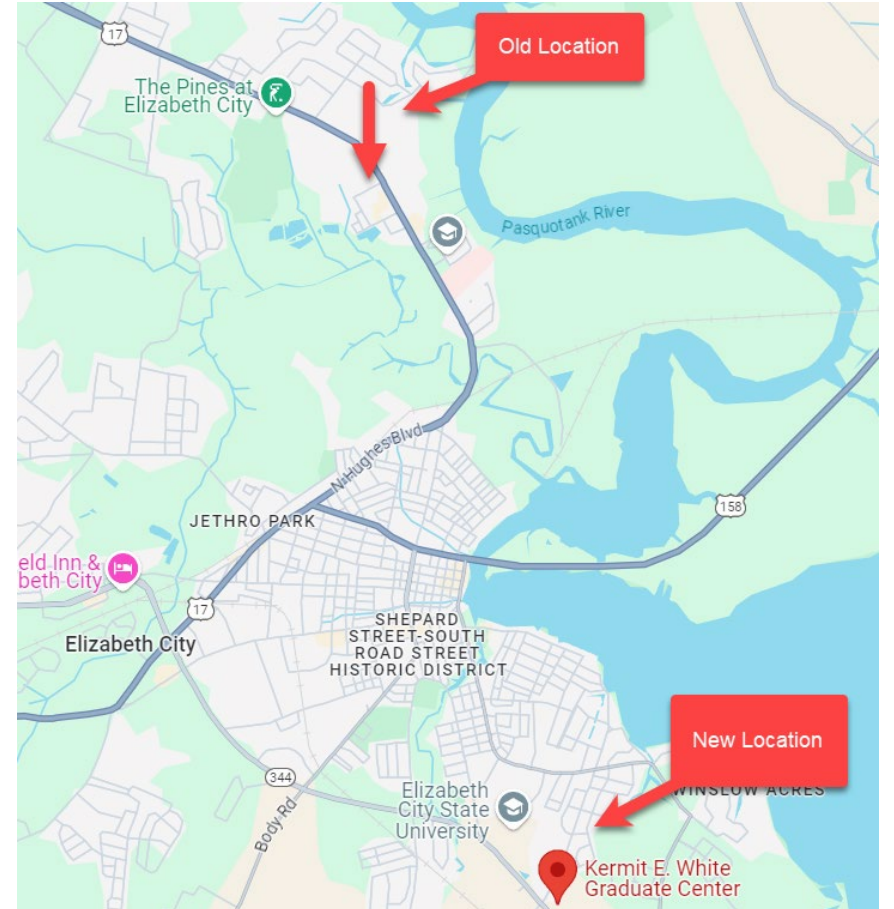 17
Old Location
The Pines at
Elizabeth City
Pasquotank River
N Hughes Blvd
158
JETHRO PARK
eld Inn &
beth City
17
Elizabeth City
SHEPARD
STREET-SOUTH
ROAD STREET
HISTORIC DISTRICT
New Location
WINSLOW ACRES
344
Body Rd
Elizabeth
City State
University
Kermit E. White
Graduate Center